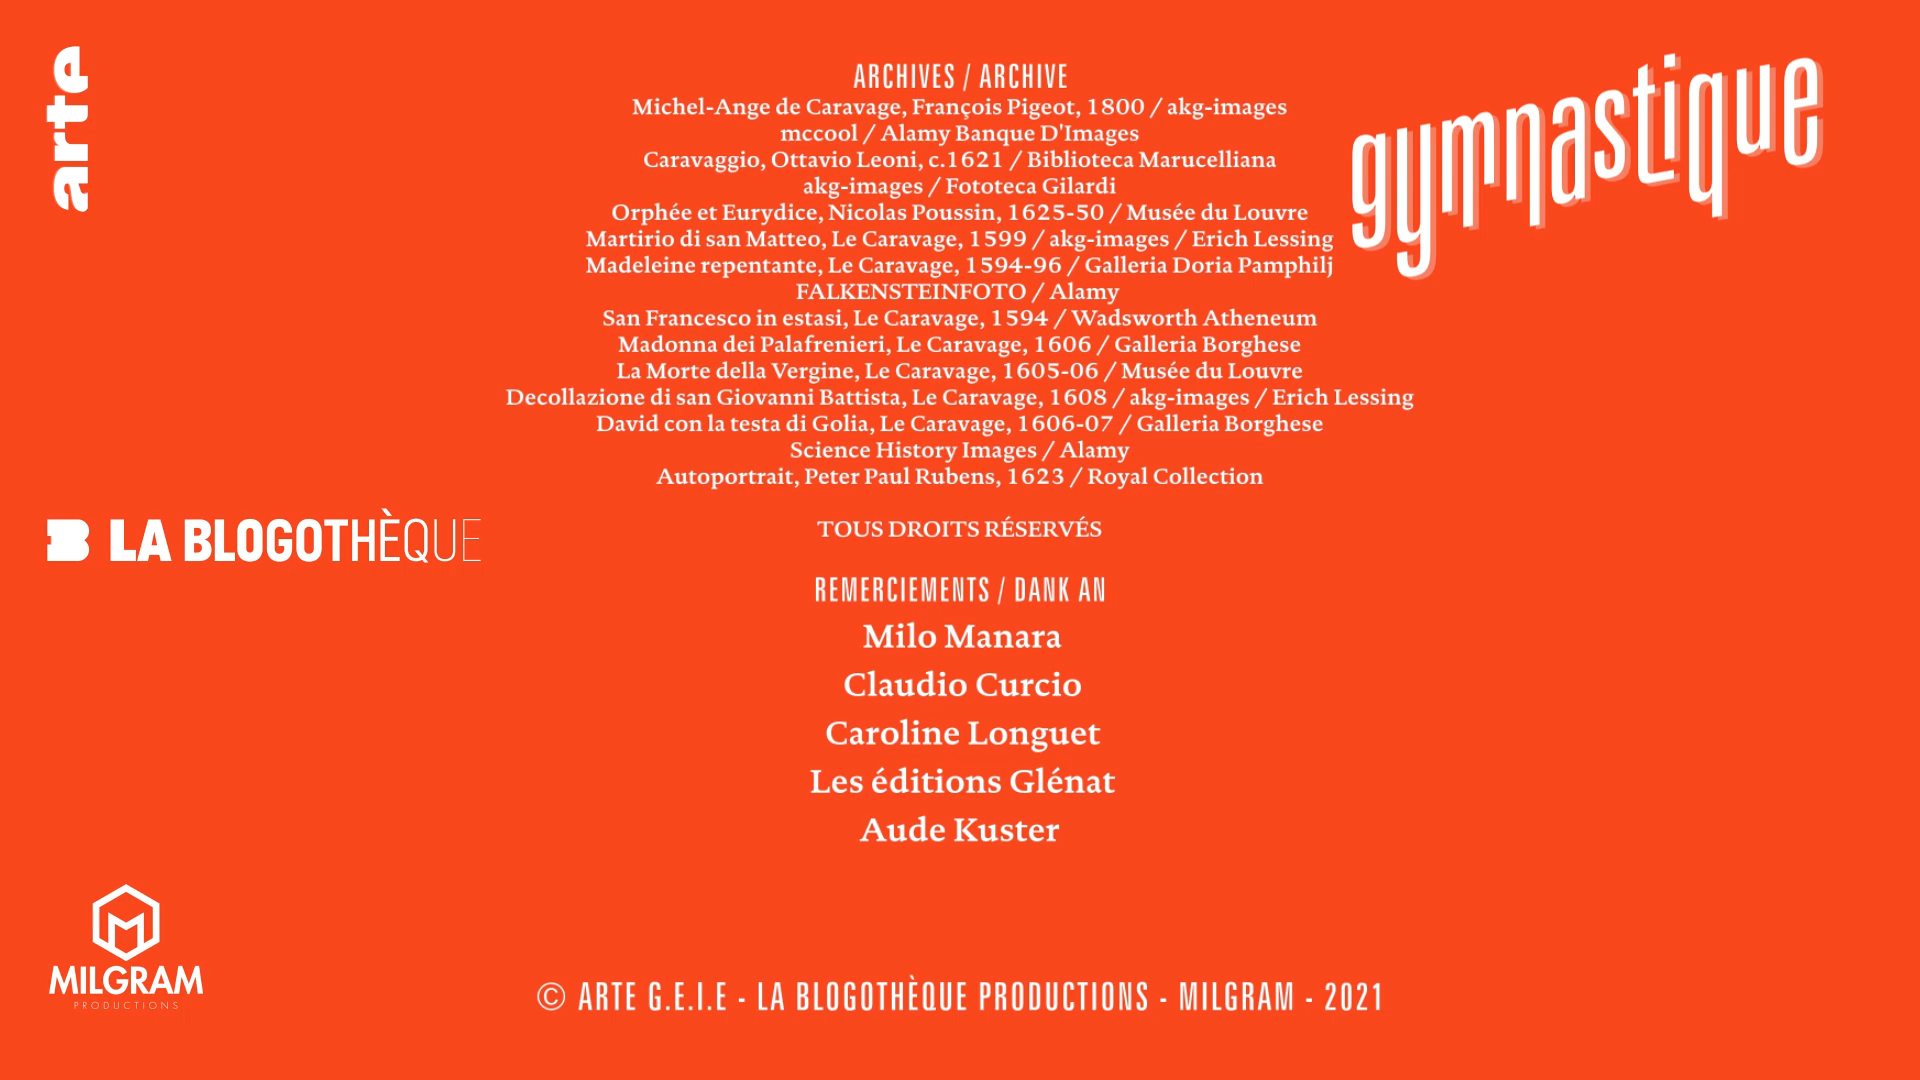 arte
gymnastique
ARCHIVES / ARCHIVE
Michel-Ange de Caravage, François Pigeot, 1800 / akg-images
mccool / Alamy Banque D'Images
Caravaggio, Ottavio Leoni, c.1621 / Biblioteca Marucelliana
akg-images / Fototeca Gilardi
Orphée et Eurydice, Nicolas Poussin, 1625-50 / Musée du Louvre
Martirio di san Matteo, Le Caravage, 1599 / akg-images / Erich Lessing
Madeleine repentante, Le Caravage, 1594-96 / Galleria Doria Pamphilj
FALKENSTEINFOTO / Alamy
San Francesco in estasi, Le Caravage, 1594 / Wadsworth Atheneum
Madonna dei Palafrenieri, Le Caravage, 1606 / Galleria Borghese
La Morte della Vergine, Le Caravage, 1605-06 / Musée du Louvre
Decollazione di san Giovanni Battista, Le Caravage, 1608 / akg-images / Erich Lessing
David con la testa di Golia, Le Caravage, 1606-07 / Galleria Borghese
Science History Images / Alamy
Autoportrait, Peter Paul Rubens, 1623 / Royal Collection
TOUS DROITS RÉSERVÉS
LA BLOGOTHÈQUE
REMERCIEMENTS / DANK AN
Milo Manara
Claudio Curcio
Caroline Longuet
Les éditions Glénat
Aude Kuster
MILGRAM
PRODUCTIONS
© ARTE G.E.I.E - LA BLOGOTHÈQUE PRODUCTIONS - MILGRAM - 2021